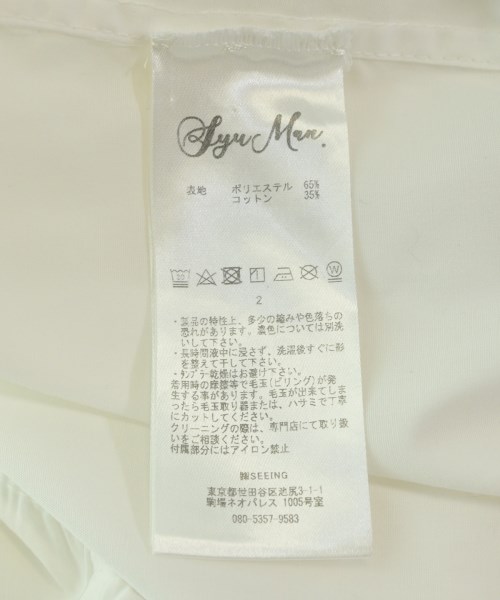 SyuMan.
表地 ポリエステル 65%
コットン 35%
W
2
・製品の特性上、多少の縮みや色落ちの
恐れがあります。濃色については別洗
いして下さい。
・長時間液中に浸さず、洗濯後すぐに形
を整えて干して下さい。
・タンブラー乾燥はお避け下さい。
着用時の摩擦等で毛玉(ピリング)が発
生する事があります。毛玉が出来てしま
ったら毛玉取り器または、ハサミで丁寧
にカットしてください。
クリーニングの際は、専門店にて取り扱
いをご相談ください。
付属部分にはアイロン禁止
㈱SEEING
東京都世田谷区池尻3-1-1
駒場ネオパレス 1005号室
080-5357-9583